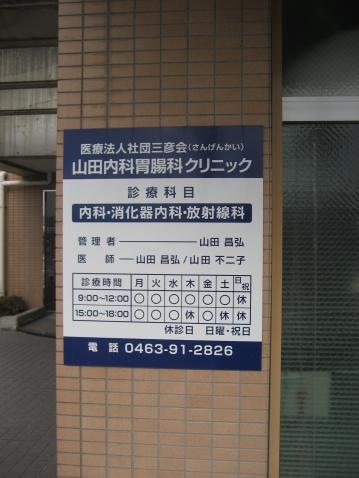 医療法人社団三彦会(さんげんかい)
山田内科胃腸科クリニック
診療科目
内科・消化器内科・放射線科
管理者 山田 昌弘
医師 山田 昌弘/山田 不二子
診療時間 月 火 水 木 金 土 日祝
9:00〜12:00 ○ ○ ○ ○ ○ ○ 休
15:00〜18:00 ○ ○ ○ 休 ○ 休 休
休診日 日曜・祝日
電話 0463-91-2826